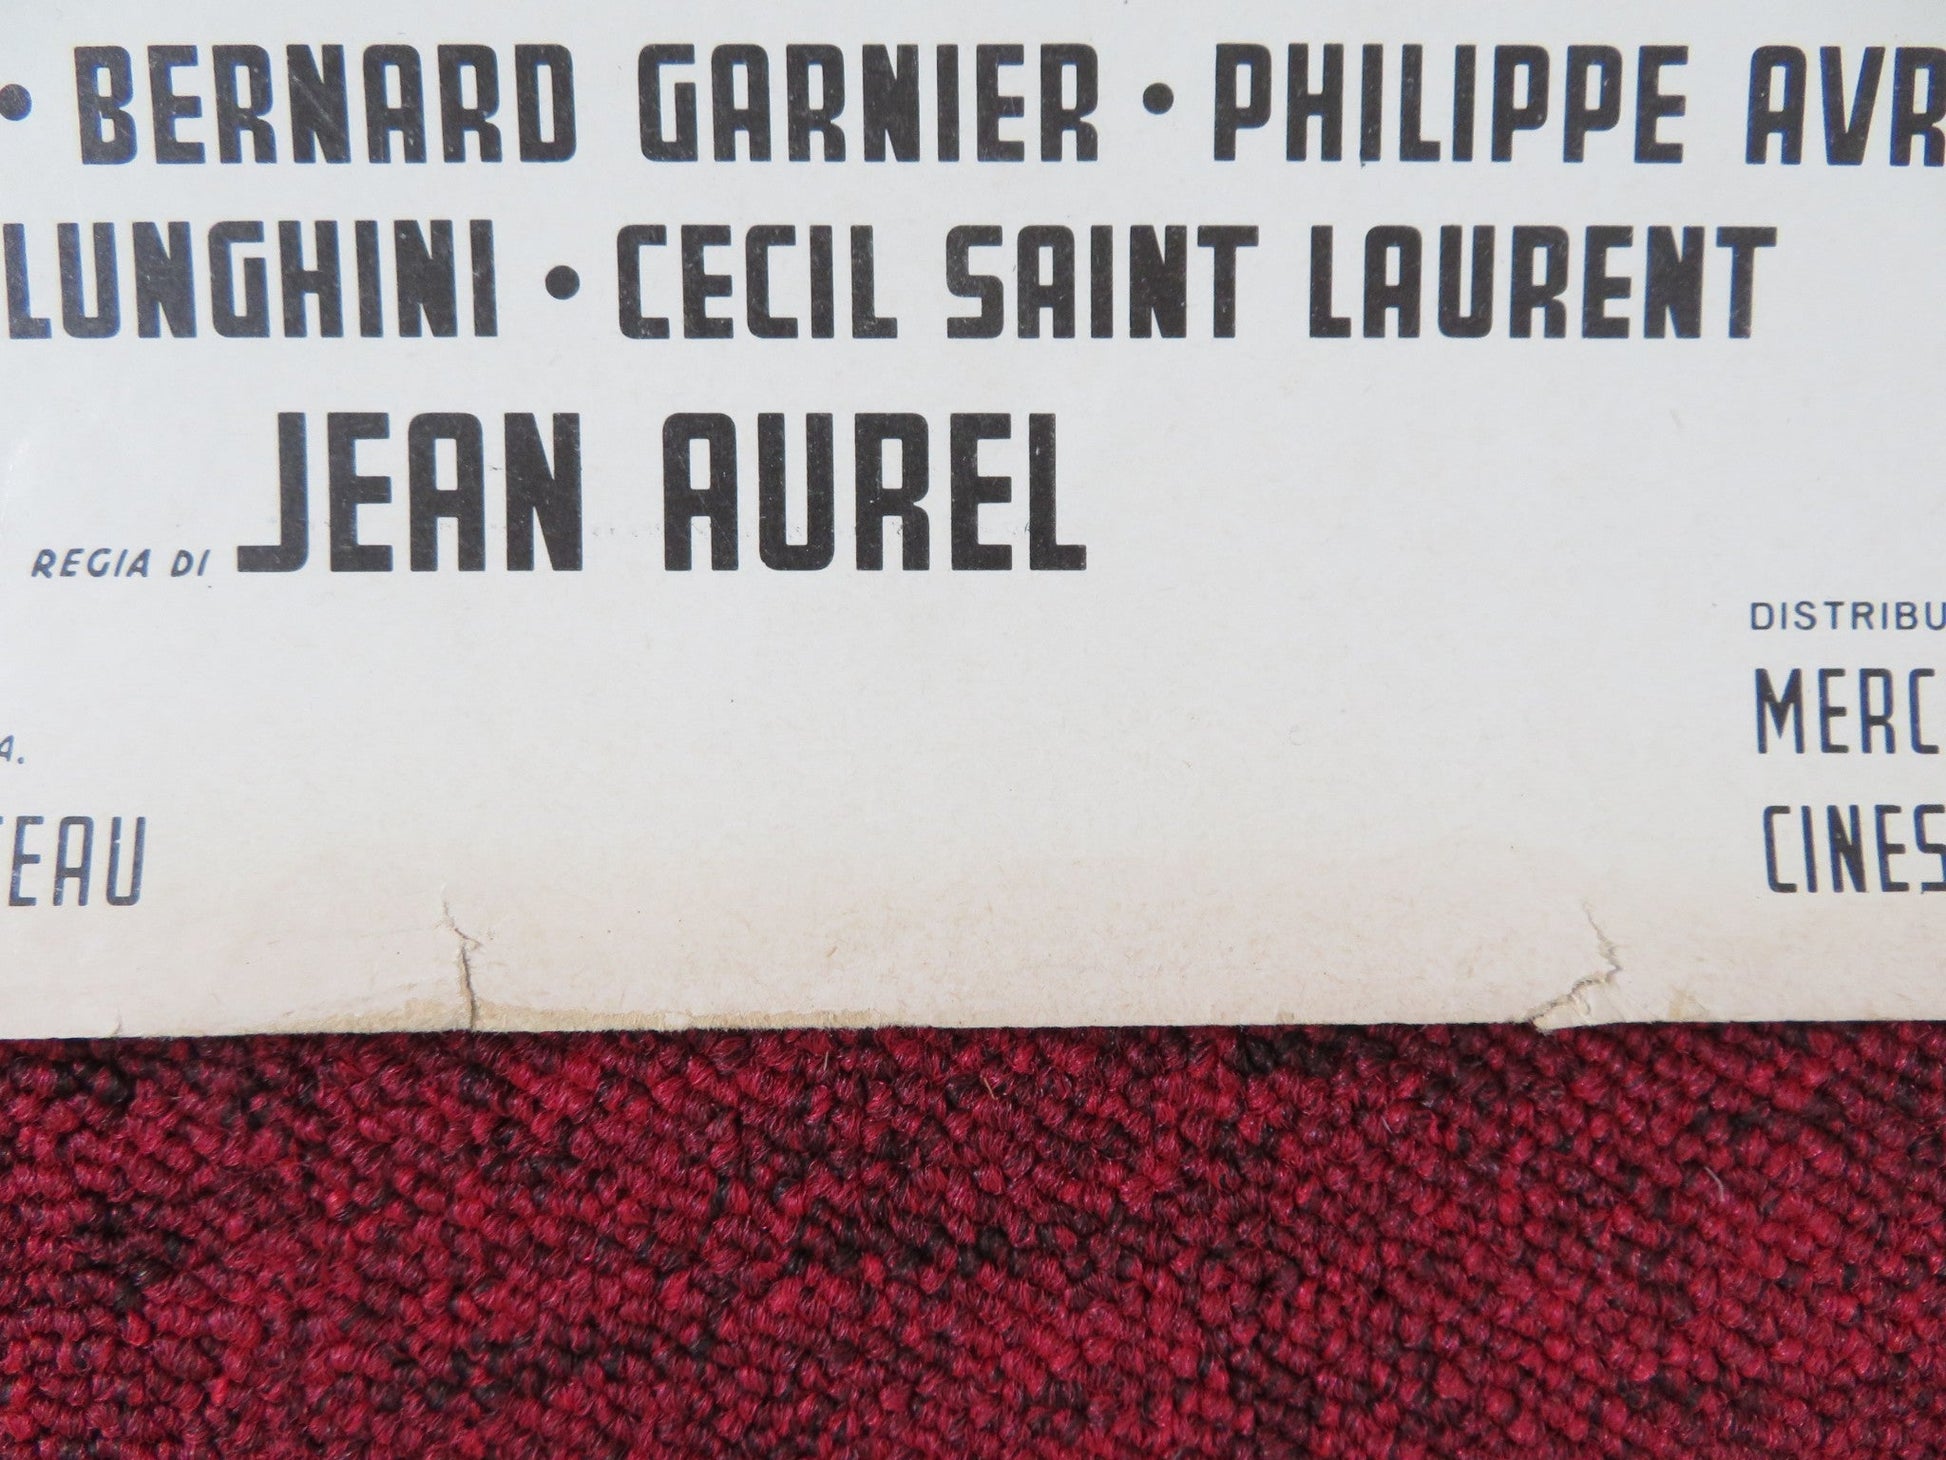 • BERNARD GARNIER • PHILIPPE AVR
LUNGHINI • CECIL SAINT LAURENT
REGIA DI JEAN AUREL
DISTRIBU
MERC
A.
CINES
TEAU